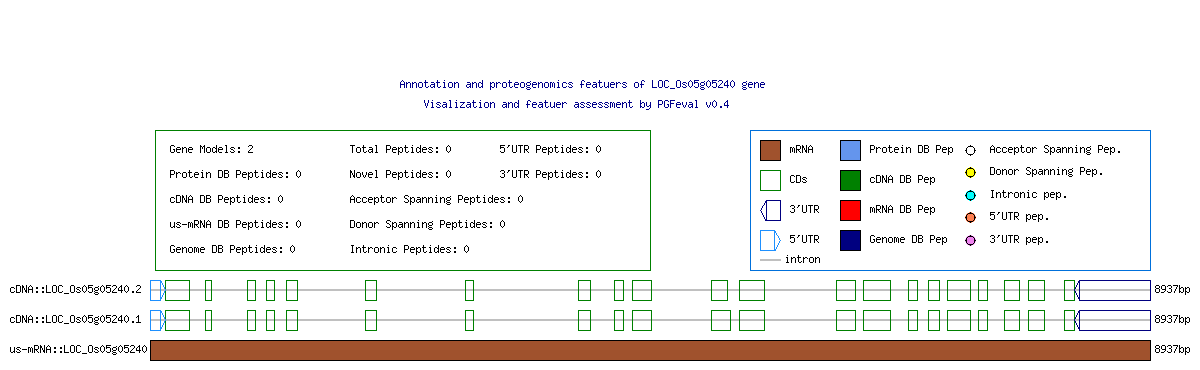 Annotation and proteogenomics featuers of LOC_Os05g05240 gene
Visalization and featuer assessment by PGFeval v0.4
Gene Models: 2 Total Peptides: 0 5'UTR Peptides: 0
Protein DB Peptides: 0 Novel Peptides: 0 3'UTR Peptides: 0
cDNA DB Peptides: 0 Acceptor Spanning Peptides: 0
us-mRNA DB Peptides: 0 Donor Spanning Peptides: 0
Genome DB Peptides: 0 Intronic Peptides: 0
mRNA Protein DB Pep Acceptor Spanning Pep.
CDs cDNA DB Pep Donor Spanning Pep.
3'UTR mRNA DB Pep Intronic pep.
5'UTR Genome DB Pep 5'UTR pep.
intron 3'UTR pep.
cDNA::LOC_Os05g05240.2 8937bp
cDNA::LOC_Os05g05240.1 8937bp
us-mRNA::LOC_Os05g05240 8937bp